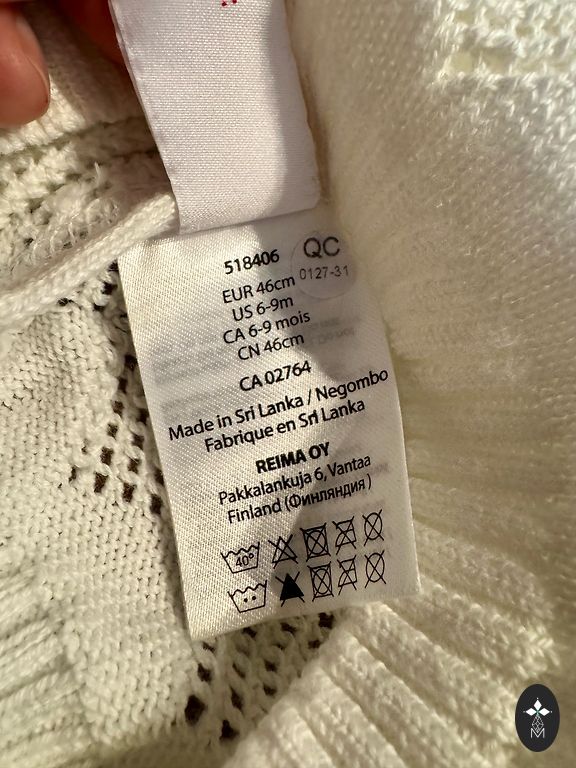 518406
QC
0127-31
EUR 46cm
US 6-9m
CA 6-9 mois
CN 46cm
CA 02764
Made in Sri Lanka / Negombo
Fabrique en Sri Lanka
REIMA OY
Pakkalankuja 6, Vantaa
Finland (Финляндия)
40°
M